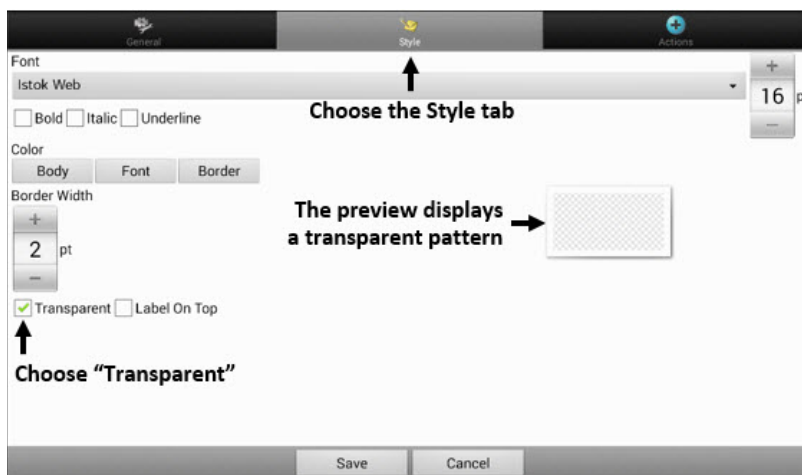 General
Style
Actions
Font
Istok Web
16 p
Choose the Style tab
Bold Italic Underline
Color
Body Font Border
Border Width
2 pt
The preview displays
a transparent pattern
Transparent Label On Top
Choose “Transparent”
Save Cancel